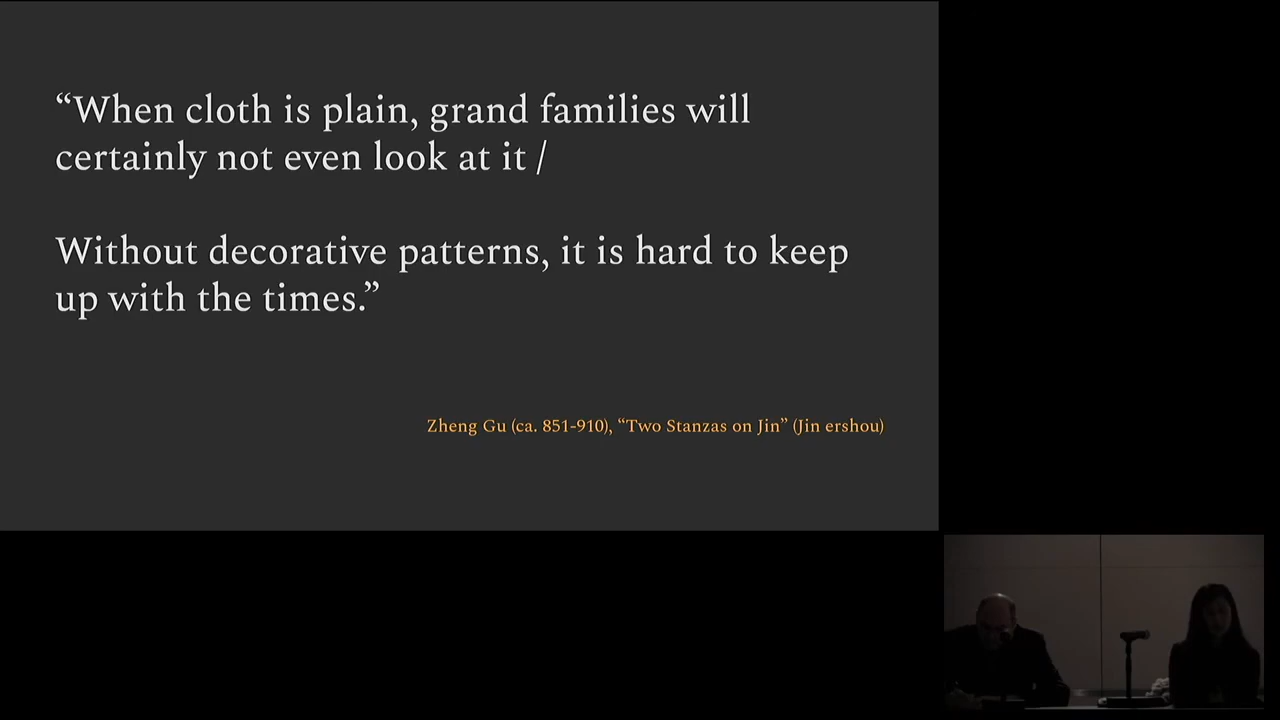 “When cloth is plain, grand families will
certainly not even look at it /
Without decorative patterns, it is hard to keep
up with the times.”
Zheng Gu (ca. 851-910), “Two Stanzas on Jin” (Jin ershou)